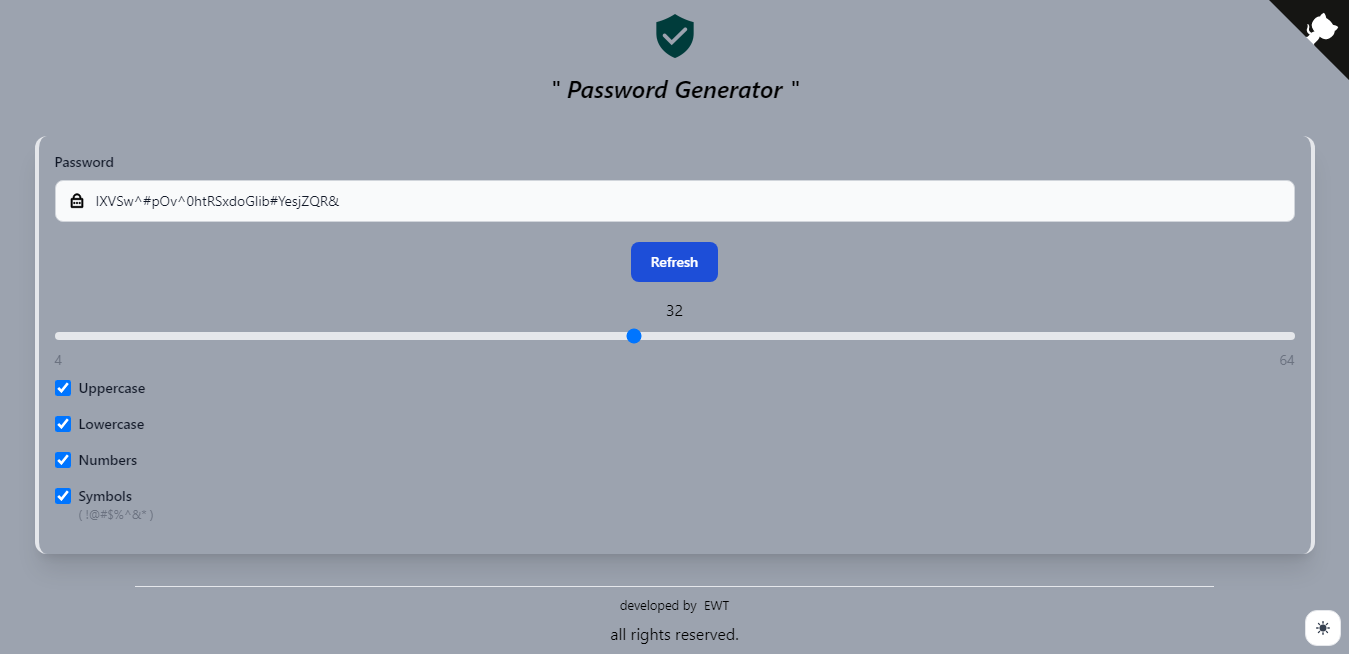 " Password Generator "
Password
IXVSw^#pOv^0htRSxdoGlib#YesjZQR&
Refresh
32
4
64
Uppercase
Lowercase
Numbers
Symbols
( !@#$%^&* )
developed by EWT
all rights reserved.